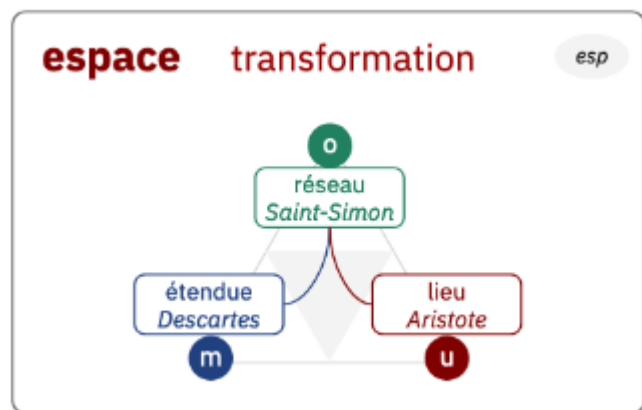 espace transformation esp
o
réseau
Saint-Simon
étendue
Descartes
lieu
Aristote
m
u